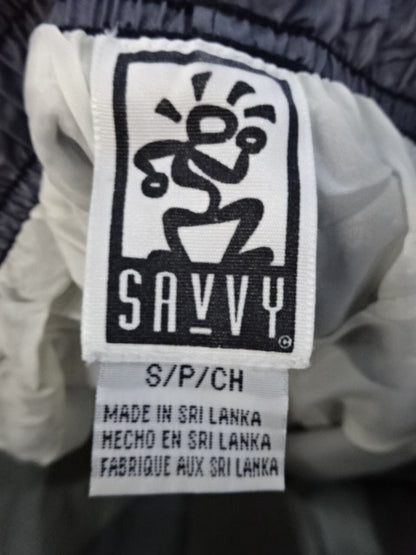 SAVVY
©
S/P/CH
MADE IN SRI LANKA
HECHO EN SRI LANKA
FABRIQUE AUX SRI LANKA